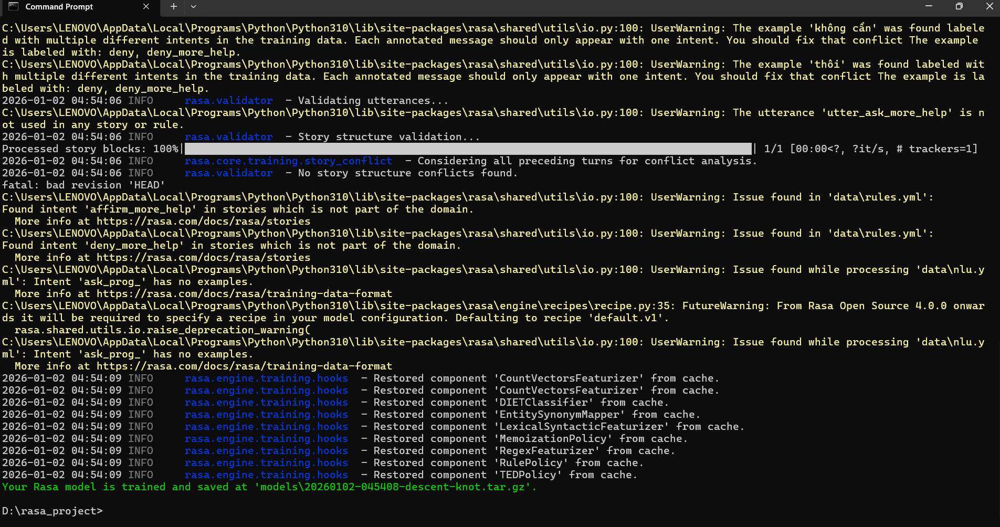 Command Prompt
C:\Users\LENOVO\AppData\Local\Programs\Python\Python310\lib\site-packages\rasa\shared\utils\io.py:100: UserWarning: The example 'không cần' was found labele
d with multiple different intents in the training data. Each annotated message should only appear with one intent. You should fix that conflict The example
is labeled with: deny, deny_more_help.
C:\Users\LENOVO\AppData\Local\Programs\Python\Python310\lib\site-packages\rasa\shared\utils\io.py:100: UserWarning: The example 'thôi' was found labeled wit
h multiple different intents in the training data. Each annotated message should only appear with one intent. You should fix that conflict The example is la
beled with: deny, deny_more_help.
2026-01-02 04:54:06 INFO     rasa.validator  - Validating utterances...
C:\Users\LENOVO\AppData\Local\Programs\Python\Python310\lib\site-packages\rasa\shared\utils\io.py:100: UserWarning: The utterance 'utter_ask_more_help' is n
ot used in any story or rule.
2026-01-02 04:54:06 INFO     rasa.validator  - Story structure validation...
Processed story blocks: 100%|          | 1/1 [00:00<?, ?it/s, # trackers=1]
2026-01-02 04:54:06 INFO     rasa.core.training.story_conflict  - Considering all preceding turns for conflict analysis.
2026-01-02 04:54:06 INFO     rasa.validator  - No story structure conflicts found.
fatal: bad revision 'HEAD'
C:\Users\LENOVO\AppData\Local\Programs\Python\Python310\lib\site-packages\rasa\shared\utils\io.py:100: UserWarning: Issue found in 'data\rules.yml':
Found intent 'affirm_more_help' in stories which is not part of the domain.
  More info at https://rasa.com/docs/rasa/stories
C:\Users\LENOVO\AppData\Local\Programs\Python\Python310\lib\site-packages\rasa\shared\utils\io.py:100: UserWarning: Issue found in 'data\rules.yml':
Found intent 'deny_more_help' in stories which is not part of the domain.
  More info at https://rasa.com/docs/rasa/stories
C:\Users\LENOVO\AppData\Local\Programs\Python\Python310\lib\site-packages\rasa\shared\utils\io.py:100: UserWarning: Issue found while processing 'data\nlu.y
ml': Intent 'ask_prog_' has no examples.
  More info at https://rasa.com/docs/rasa/training-data-format
C:\Users\LENOVO\AppData\Local\Programs\Python\Python310\lib\site-packages\rasa\engine\recipes\recipe.py:35: FutureWarning: From Rasa Open Source 4.0.0 onwar
ds it will be required to specify a recipe in your model configuration. Defaulting to recipe 'default.v1'.
  rasa.shared.utils.io.raise_deprecation_warning(
C:\Users\LENOVO\AppData\Local\Programs\Python\Python310\lib\site-packages\rasa\shared\utils\io.py:100: UserWarning: Issue found while processing 'data\nlu.y
ml': Intent 'ask_prog_' has no examples.
  More info at https://rasa.com/docs/rasa/training-data-format
2026-01-02 04:54:09 INFO     rasa.engine.training.hooks  - Restored component 'CountVectorsFeaturizer' from cache.
2026-01-02 04:54:09 INFO     rasa.engine.training.hooks  - Restored component 'CountVectorsFeaturizer' from cache.
2026-01-02 04:54:09 INFO     rasa.engine.training.hooks  - Restored component 'DIETClassifier' from cache.
2026-01-02 04:54:09 INFO     rasa.engine.training.hooks  - Restored component 'EntitySynonymMapper' from cache.
2026-01-02 04:54:09 INFO     rasa.engine.training.hooks  - Restored component 'LexicalSyntacticFeaturizer' from cache.
2026-01-02 04:54:09 INFO     rasa.engine.training.hooks  - Restored component 'MemoizationPolicy' from cache.
2026-01-02 04:54:09 INFO     rasa.engine.training.hooks  - Restored component 'RegexFeaturizer' from cache.
2026-01-02 04:54:09 INFO     rasa.engine.training.hooks  - Restored component 'RulePolicy' from cache.
2026-01-02 04:54:09 INFO     rasa.engine.training.hooks  - Restored component 'TEDPolicy' from cache.
Your Rasa model is trained and saved at 'models\20260102-045408-descent-knot.tar.gz'.
D:\rasa_project>